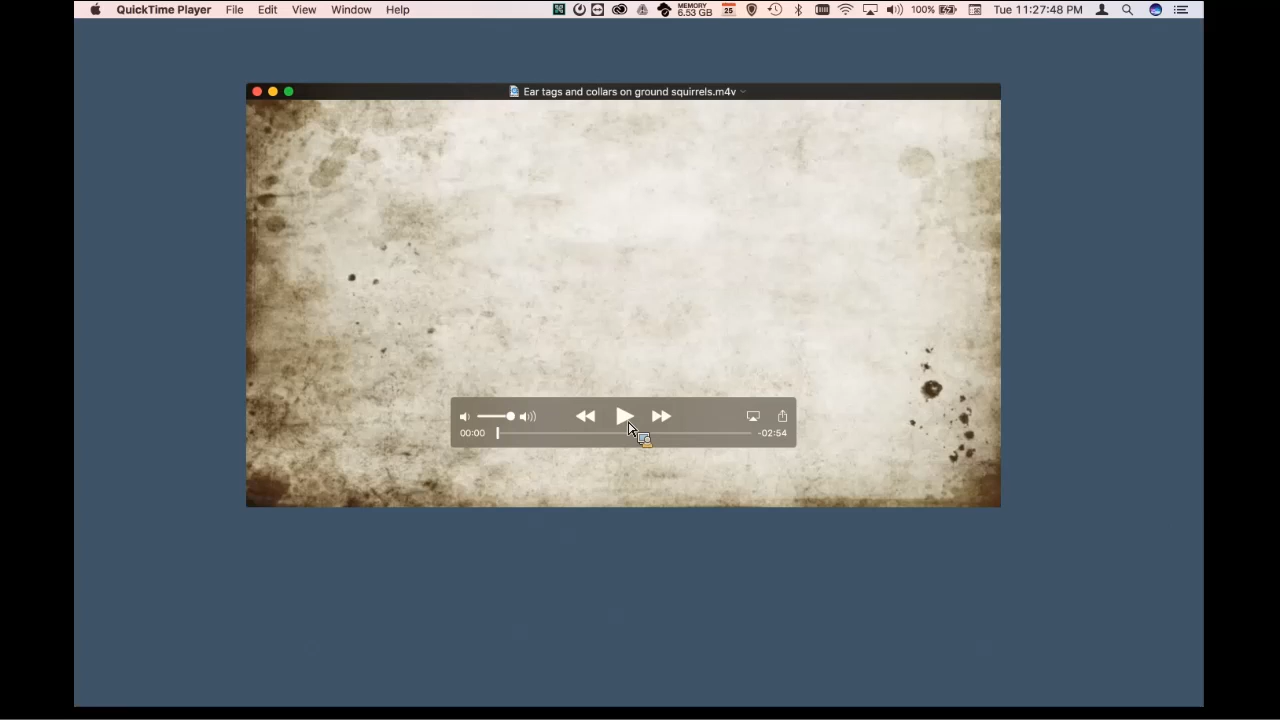 QuickTime Player File Edit View Window Help MEMORY 6.53 GB 25 100% Tue 11:27:48 PM
Ear tags and collars on ground squirrels.m4v
00:00 -02:54